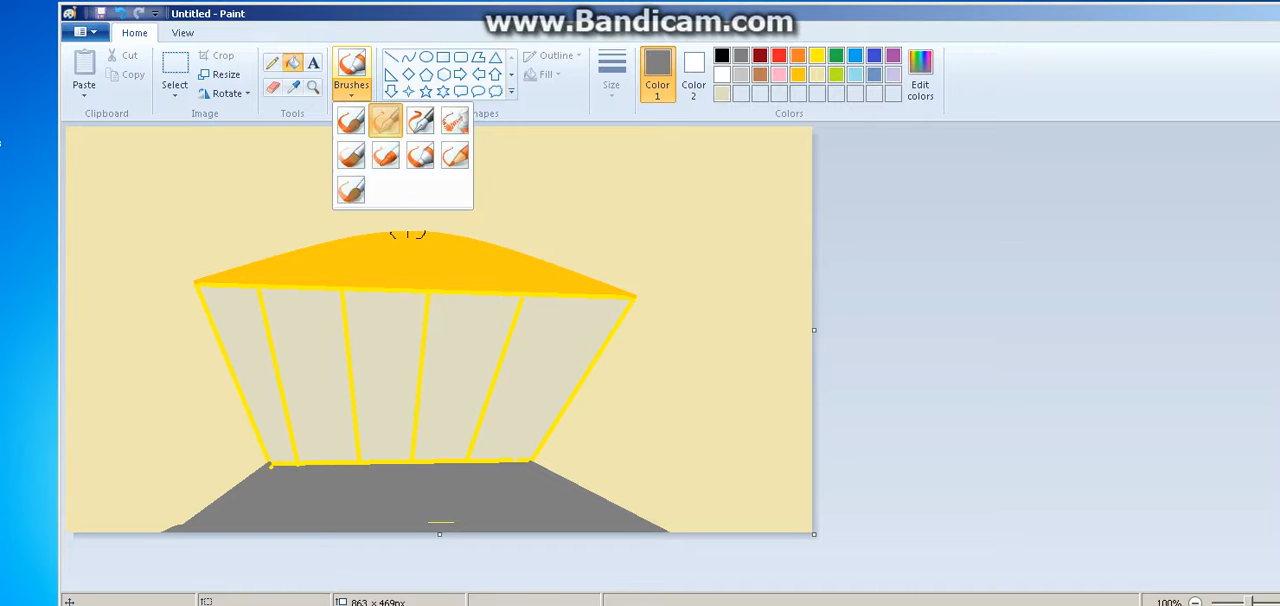 www.Bandicam.com
Untitled - Paint
Home View
Paste
Cut
Copy
Clipboard
Select
Crop
Resize
Rotate
Image
A
Tools
Brushes
Outline
Fill
hapes
Size
Color
1
Color
2
Edit
colors
Colors
863 × 469px
100%